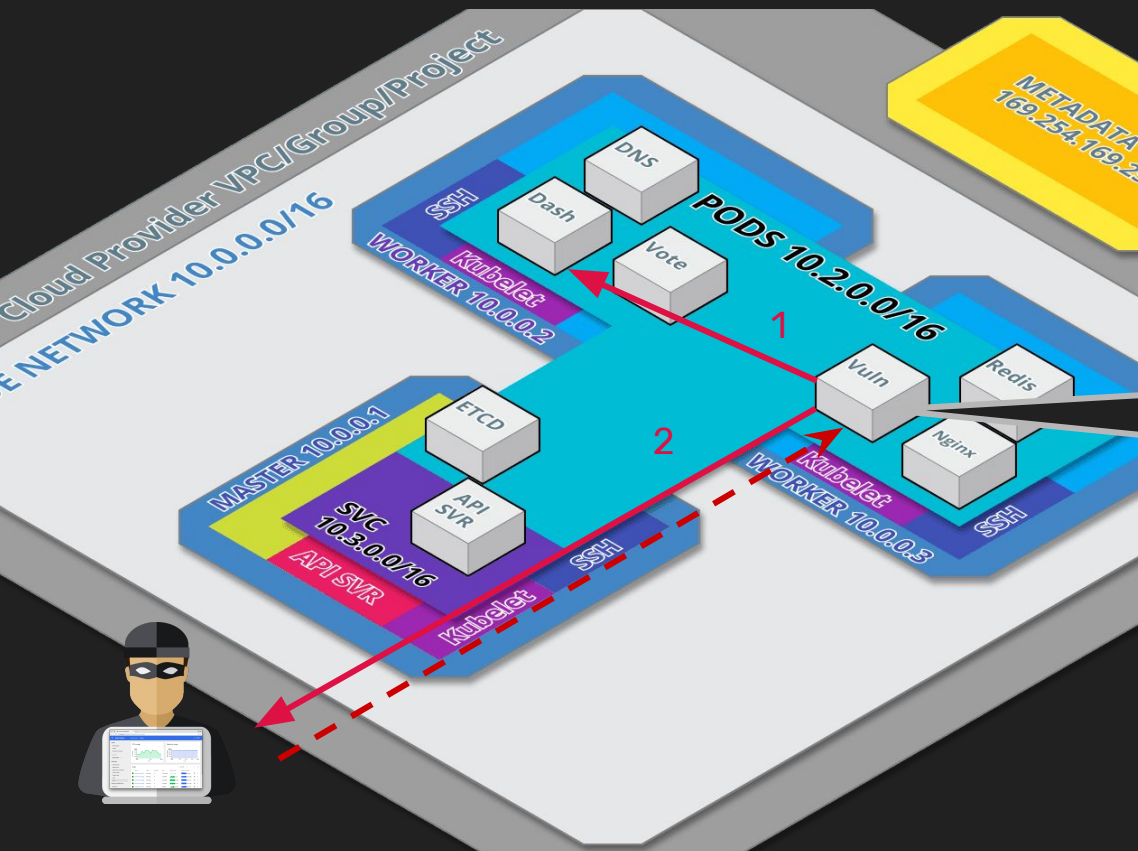 Cloud Provider VPC/Group/Project
E NETWORK 10.0.0.0/16
METADATA
169.254.169.25
DNS
Dash
Vote
SSH
Kubelet
WORKER 10.0.0.2
PODS 10.2.0.0/16
1
Vuln
Redis
Nginx
Kubelet
SSH
WORKER 10.0.0.3
2
ETCD
MASTER 10.0.0.1
API
SVR
SVC
10.3.0.0/16
API SVR
Kubelet
SSH